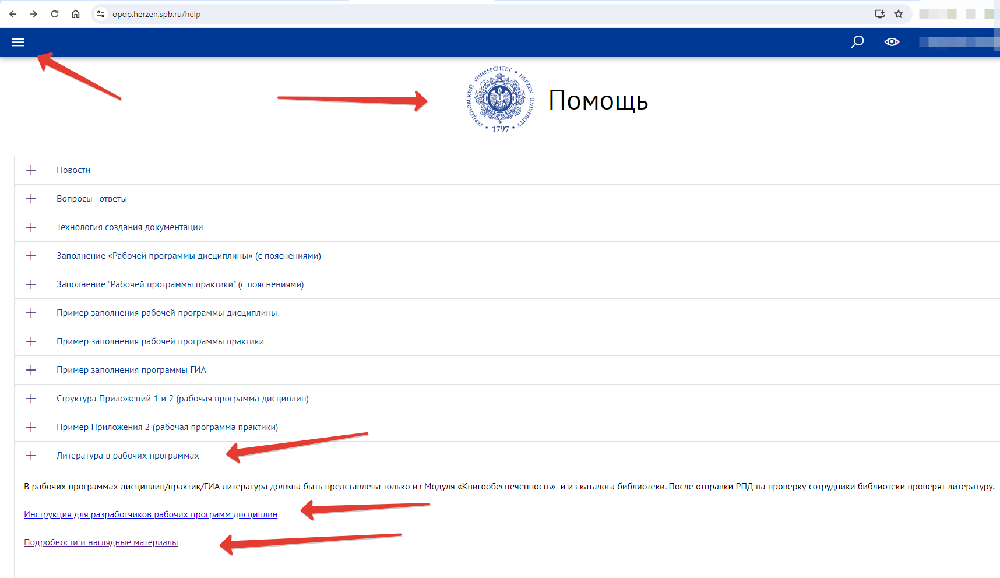 opop.herzen.spb.ru/help
ГЕРЦЕНОВСКИЙ УНИВЕРСИТЕТ • HERZEN UNIVERSITY • 1797 •
Помощь
Новости
Вопросы - ответы
Технология создания документации
Заполнение «Рабочей программы дисциплины» (с пояснениями)
Заполнение "Рабочей программы практики" (с пояснениями)
Пример заполнения рабочей программы дисциплины
Пример заполнения рабочей программы практики
Пример заполнения программы ГИА
Структура Приложений 1 и 2 (рабочая программа дисциплин)
Пример Приложения 2 (рабочая программа практики)
Литература в рабочих программах
В рабочих программах дисциплин/практик/ГИА литература должна быть представлена только из Модуля «Книгообеспеченность» и из каталога библиотеки. После отправки РПД на проверку сотрудники библиотеки проверят литературу.
Инструкция для разработчиков рабочих программ дисциплин
Подробности и наглядные материалы